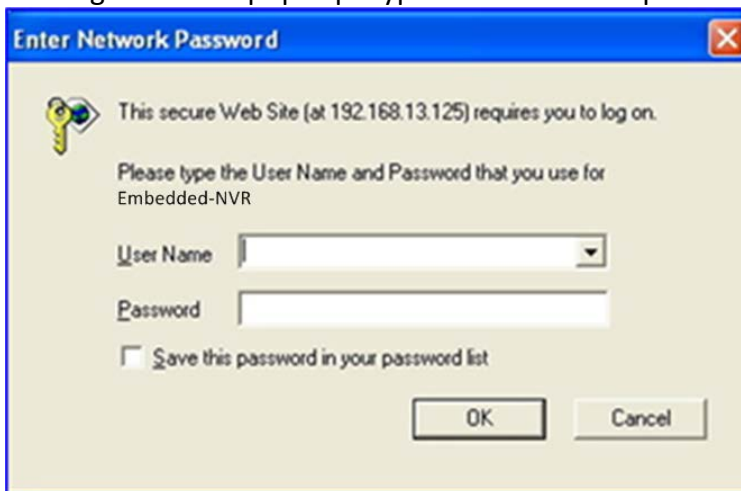 Enter Network Password
This secure Web Site (at 192.168.13.125) requires you to log on.
Please type the User Name and Password that you use for
Embedded-NVR
User Name
Password
Save this password in your password list
OK Cancel